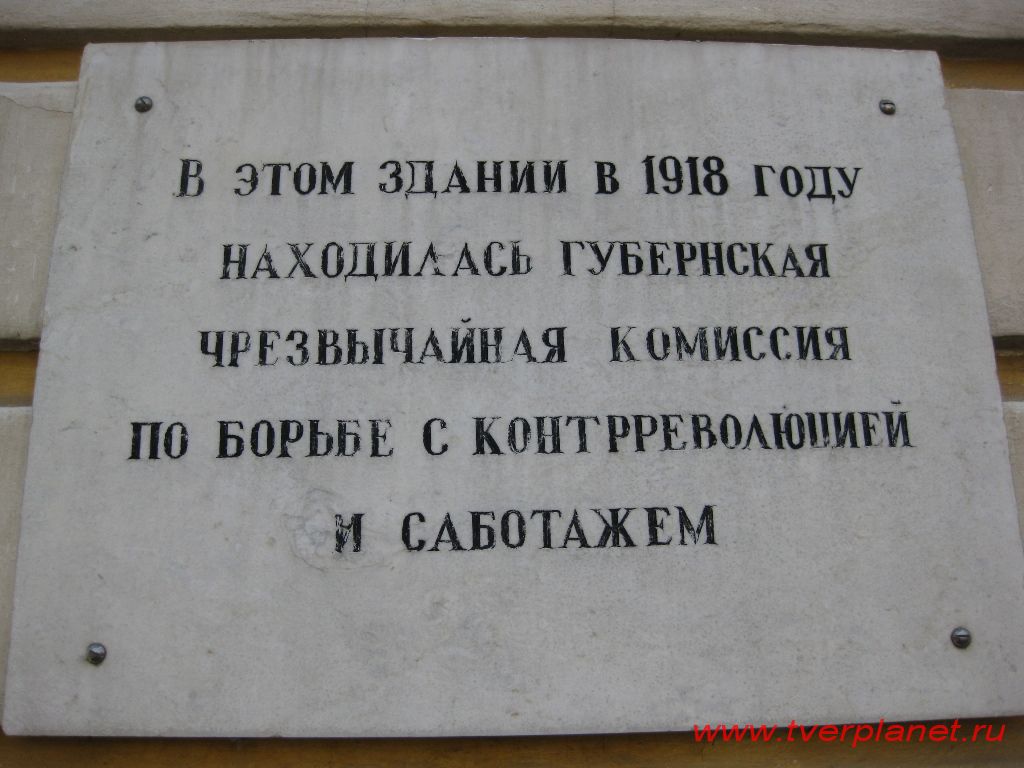 В ЭТОМ ЗДАНИИ В 1918 ГОДУ
НАХОДИЛАСЬ ГУБЕРНСКАЯ
ЧРЕЗВЫЧАЙНАЯ КОМИССИЯ
ПО БОРЬБЕ С КОНТРРЕВОЛЮЦИЕЙ
И САБОТАЖЕМ
www.tverplanet.ru